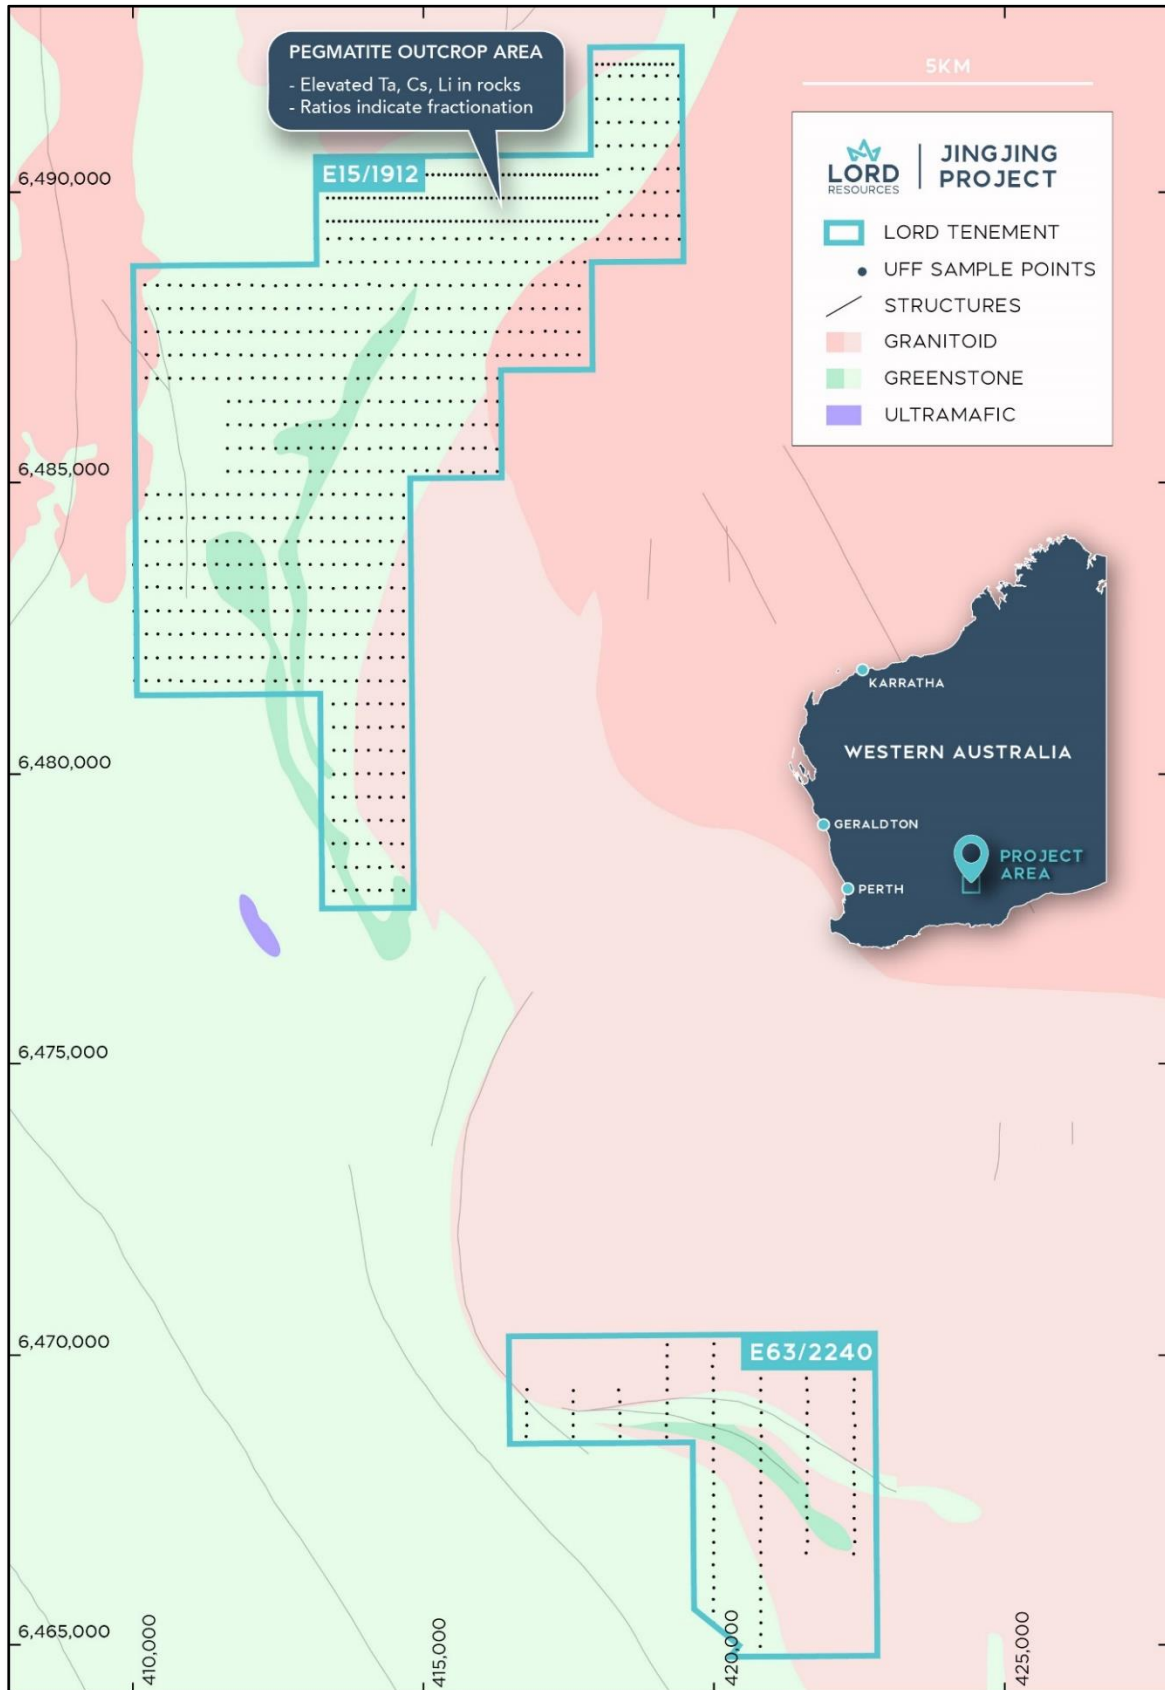 PEGMATITE OUTCROP AREA
- Elevated Ta, Cs, Li in rocks
- Ratios indicate fractionation
5KM
LORD
RESOURCES
JINGJING
PROJECT
LORD TENEMENT
UFF SAMPLE POINTS
STRUCTURES
GRANITOID
GREENSTONE
ULTRAMAFIC
E15/1912
6,490,000
6,485,000
KARRATHA
WESTERN AUSTRALIA
6,480,000
GERALDTON
PROJECT
AREA
PERTH
6,475,000
6,470,000
E63/2240
6,465,000
410,000
415,000
420,000
425,000